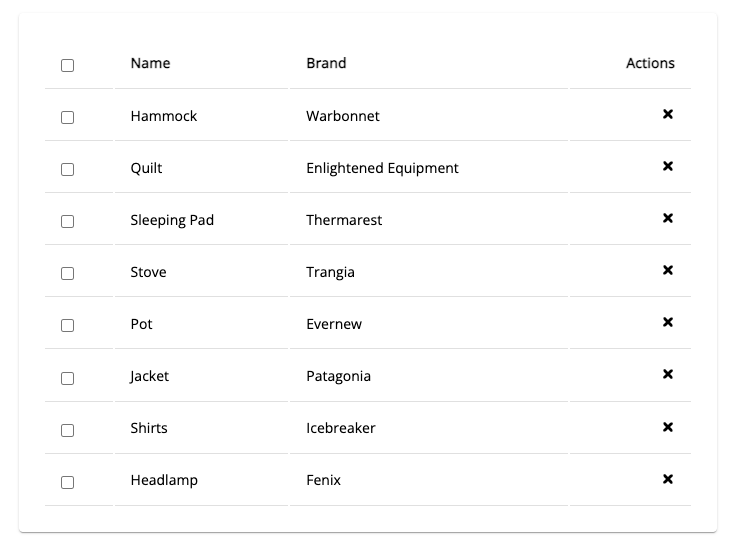 Name Brand Actions
Hammock Warbonnet
Quilt Enlightened Equipment
Sleeping Pad Thermarest
Stove Trangia
Pot Evernew
Jacket Patagonia
Shirts Icebreaker
Headlamp Fenix